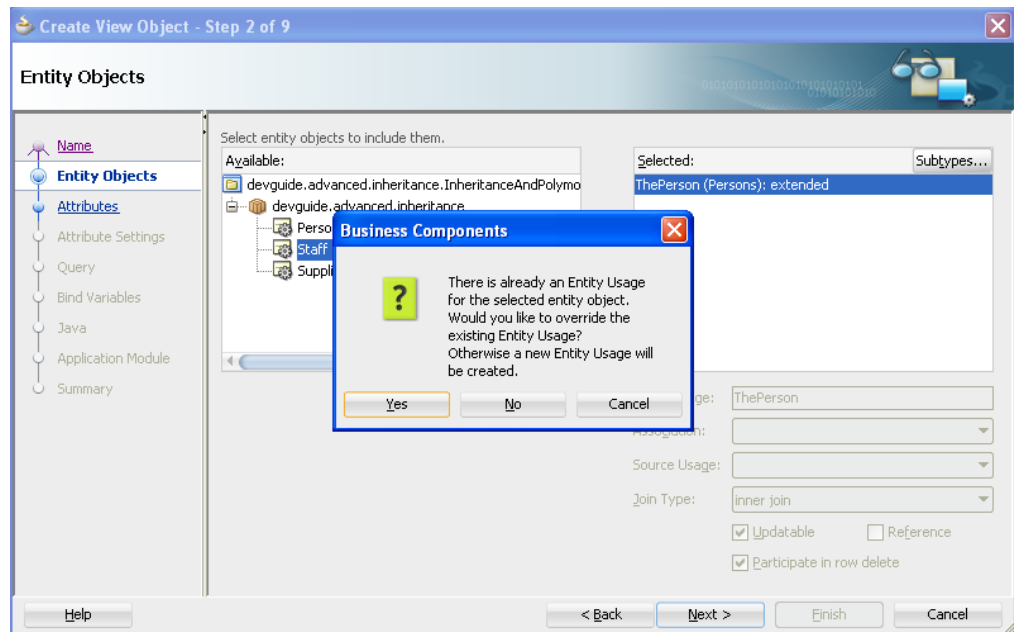 Create View Object - Step 2 of 9
Entity Objects
Name
Entity Objects
Attributes
Attribute Settings
Query
Bind Variables
Java
Application Module
Summary
Select entity objects to include them.
Available:
devguide.advanced.inheritance.InheritanceAndPolymo
devguide.advanced.inheritance
Perso
Staff
Suppli
Selected:
Subtypes...
ThePerson (Persons): extended
Business Components
There is already an Entity Usage
for the selected entity object.
Would you like to override the
existing Entity Usage?
Otherwise a new Entity Usage will
be created.
Yes No Cancel
ge: ThePerson
Association:
Source Usage:
Join Type: inner join
Updatable Reference
Participate in row delete
Help < Back Next > Finish Cancel